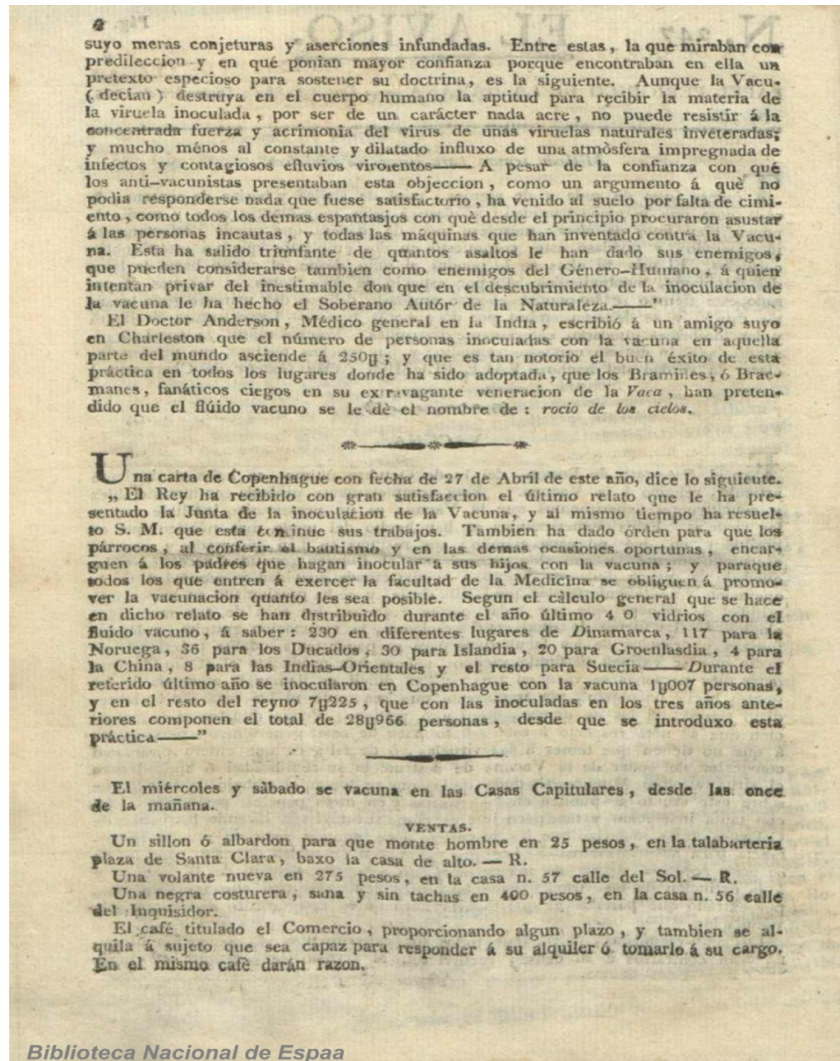 2
suyo meras conjeturas y aserciones infundadas. Entre estas, la que miraban con
predileccion y en qué ponian mayor confianza porque encontraban en ella un
pretexto especioso para sostener su doctrina, es la siguiente. Aunque la Vacu-
(decian) destruya en el cuerpo humano la aptitud para recibir la materia de
la viruela inoculada, por ser de un carácter nada acre, no puede resistir á la
concentrada fuerza y acrimonia del virus de unas viruelas naturales inveteradas;
y mucho ménos al constante y dilatado influxo de una atmòsfera impregnada de
infectos y contagiosos efluvios virolentos—— A pesar de la confianza con què
los anti-vacunistas presentaban esta objeccion, como un argumento á què no
podia responderse nada que fuese satisfactorio, ha venido al suelo por falta de cimi-
ento, como todos los demas espantasjos con què desde el principio procuraron asustar
á las personas incautas, y todas las máquinas que han inventado contra la Vacu-
na. Esta ha salido triunfante de quantos asaltos le han dado sus enemigos,
que pueden considerarse tambien como enemigos del Género-Humano, á quien
intentan privar del inestimable don que en el descubrimiento de la inoculacion de
la vacuna le ha hecho el Soberano Autór de la Naturaleza.——"
El Doctor Anderson, Médico general en la India, escribió á un amigo suyo
en Charleston que el número de personas inoculadas con la vacuna en aquella
parte del mundo asciende á 250y; y que es tan notorio el buen éxito de esta
práctica en todos los lugares donde ha sido adoptada, que los Bramines, ó Brac-
manes, fanáticos ciegos en su extravagante veneracion de la Vaca, han preten-
dido que el flúido vacuno se le dè el nombre de: rocio de los cielos.
Una carta de Copenhague con fecha de 27 de Abril de este año, dice lo siguiente.
„ El Rey ha recibido con gran satisfaccion el último relato que le ha pre-
sentado la Junta de la inoculacion de la Vacuna, y al mismo tiempo ha resuel-
to S. M. que esta continue sus trabajos. Tambien ha dado órden para que los
párrocos, al conferir el bautismo y en las demas ocasiones oportunas, encar-
guen á los padres que hagan inocular a sus hijos con la vacuna; y paraque
todos los que entren á exercer la facultad de la Medicina se obliguen á promo-
ver la vacunacion quanto les sea posible. Segun el cálculo general que se hace
en dicho relato se han distribuido durante el año último 4 0 vidrios con el
fluido vacuno, á saber: 230 en diferentes lugares de Dinamarca, 117 para la
Noruega, 36 para los Ducados, 30 para Islandia, 20 para Groenlasdia, 4 para
la China, 8 para las Indias-Orientales y el resto para Suecia—— Durante el
referido último año se inocularon en Copenhague con la vacuna 1y007 personas,
y en el resto del reyno 7y225, que con las inoculadas en los tres años ante-
riores componen el total de 28y966 personas, desde que se introduxo esta
práctica——"
El miércoles y sàbado se vacuna en las Casas Capitulares, desde las once
de la mañana.
VENTAS.
Un sillon ó albardon para que monte hombre en 25 pesos, en la talabarteria
plaza de Santa Clara, baxo la casa de alto. — R.
Una volante nueva en 275 pesos, en la casa n. 57 calle del Sol. — R.
Una negra costurera, sana y sin tachas en 400 pesos, en la casa n. 56 calle
del Inquisidor.
El café titulado el Comercio, proporcionando algun plazo, y tambien se al-
quila á sujeto que sea capaz para responder á su alquiler ó tomarlo á su cargo.
En el mismo cafè darán razon.
Biblioteca Nacional de Espaa